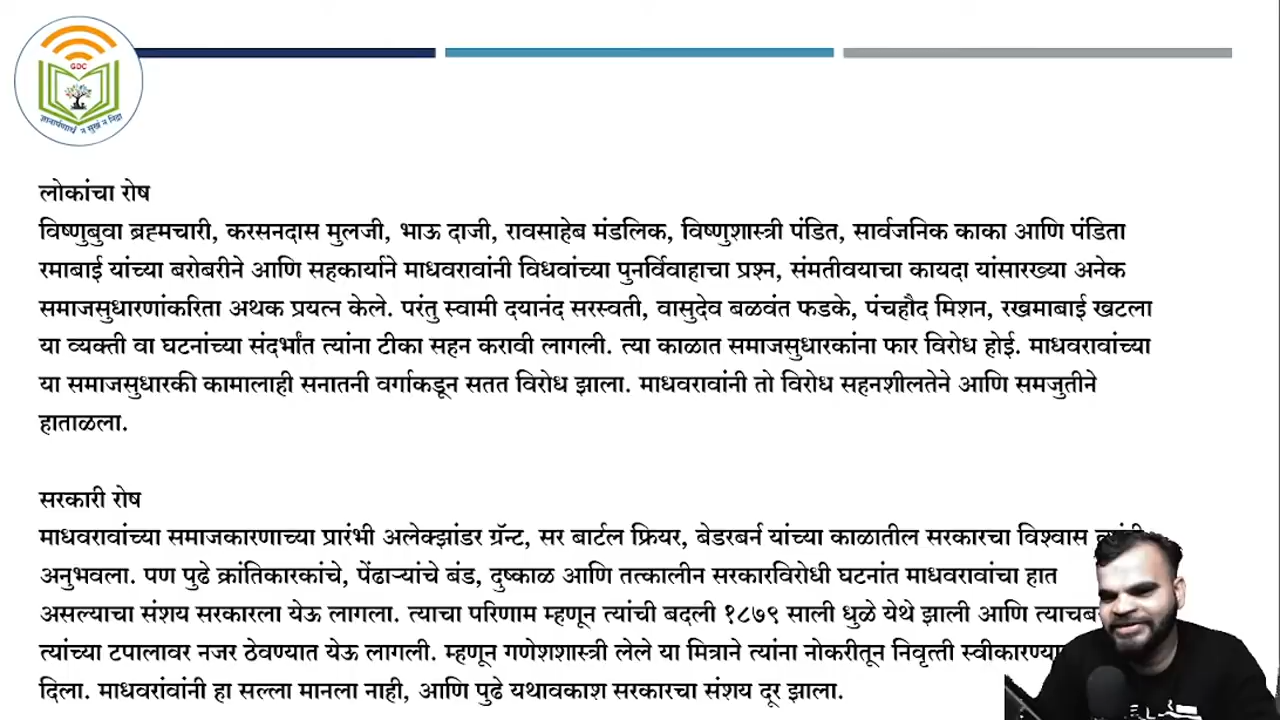 GDC
ज्ञानार्पणार्थं न सुखं न निद्रा
लोकांचा रोष
विष्णुबुवा ब्रह्मचारी, करसनदास मुलजी, भाऊ दाजी, रावसाहेब मंडलिक, विष्णुशास्त्री पंडित, सार्वजनिक काका आणि पंडिता
रमाबाई यांच्या बरोबरीने आणि सहकार्याने माधवरावांनी विधवांच्या पुनर्विवाहाचा प्रश्न, संमतीवयाचा कायदा यांसारख्या अनेक
समाजसुधारणांकरिता अथक प्रयत्न केले. परंतु स्वामी दयानंद सरस्वती, वासुदेव बळवंत फडके, पंचहौद मिशन, रखमाबाई खटला
या व्यक्ती वा घटनांच्या संदर्भांत त्यांना टीका सहन करावी लागली. त्या काळात समाजसुधारकांना फार विरोध होई. माधवरावांच्या
या समाजसुधारकी कामालाही सनातनी वर्गाकडून सतत विरोध झाला. माधवरावांनी तो विरोध सहनशीलतेने आणि समजुतीने
हाताळला.
सरकारी रोष
माधवरावांच्या समाजकारणाच्या प्रारंभी अलेक्झांडर ग्रॅन्ट, सर बार्टल फ्रियर, बेडरबर्न यांच्या काळातील सरकारचा विश्वास
अनुभवला. पण पुढे क्रांतिकारकांचे, पेंढाऱ्यांचे बंड, दुष्काळ आणि तत्कालीन सरकारविरोधी घटनांत माधवरावांचा हात
असल्याचा संशय सरकारला येऊ लागला. त्याचा परिणाम म्हणून त्यांची बदली १८७९ साली धुळे येथे झाली आणि
त्यांच्या टपालावर नजर ठेवण्यात येऊ लागली. म्हणून गणेशशास्त्री लेले या मित्राने त्यांना नोकरीतून निवृत्ती
दिला. माधवरांवांनी हा सल्ला मानला नाही, आणि पुढे यथावकाश सरकारचा संशय दूर झाला.